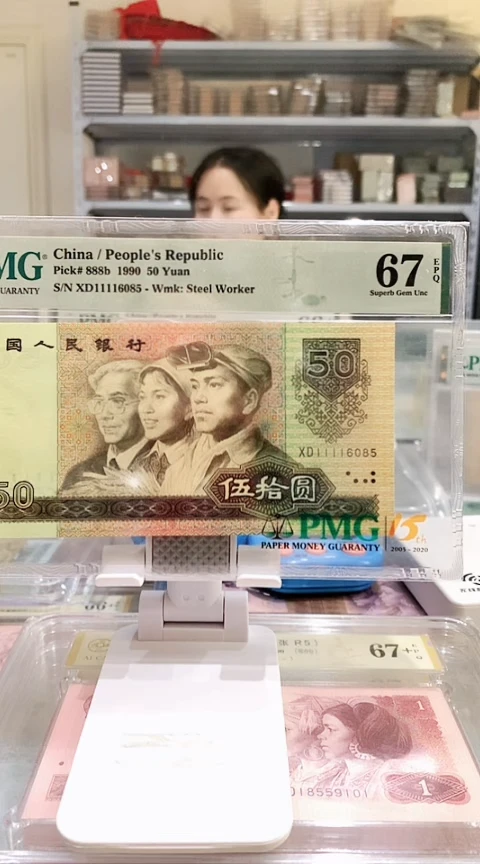 MG
GUARANTY
China / People's Republic
Pick# 888b 1990 50 Yuan
S/N XD11116085 - Wmk: Steel Worker
67
EPQ
Superb Gem Unc
国人民银行
50
XD11116085
50
伍拾圆
PMG
PAPER MONEY GUARANTY
15th
2005 - 2020
67+
1
01859101
1